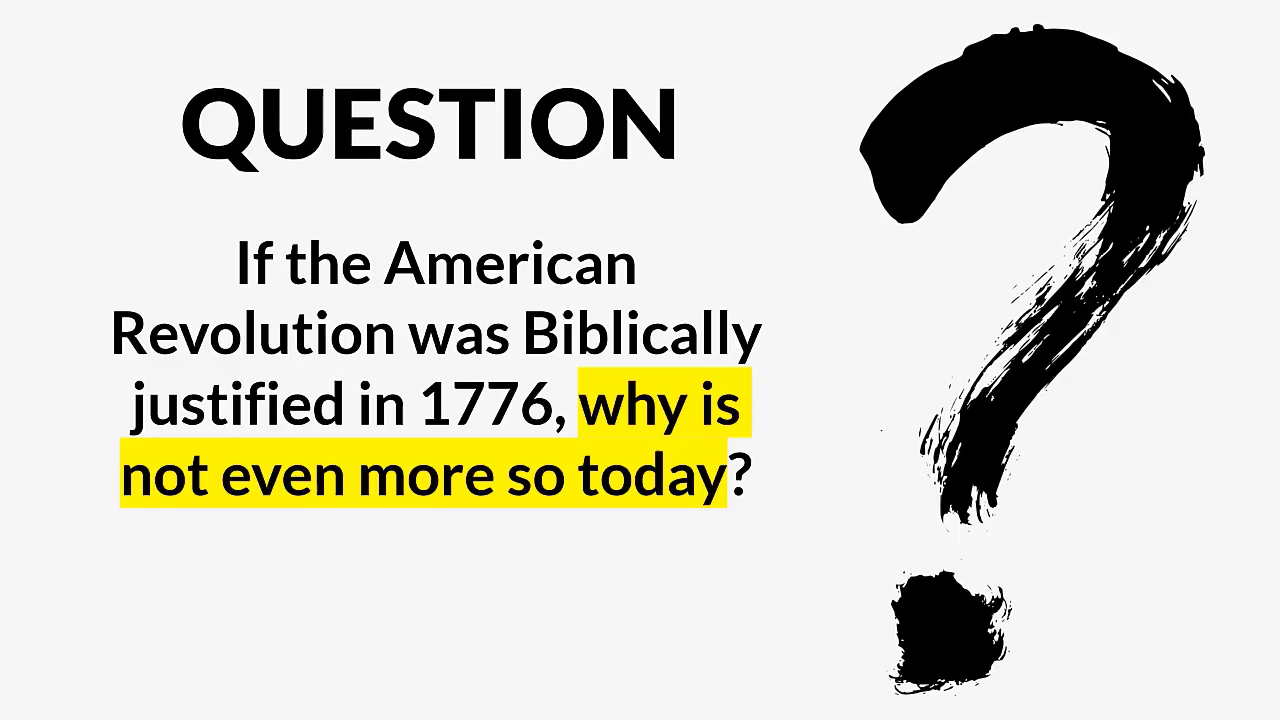 QUESTION
If the American
Revolution was Biblically
justified in 1776, why is
not even more so today?